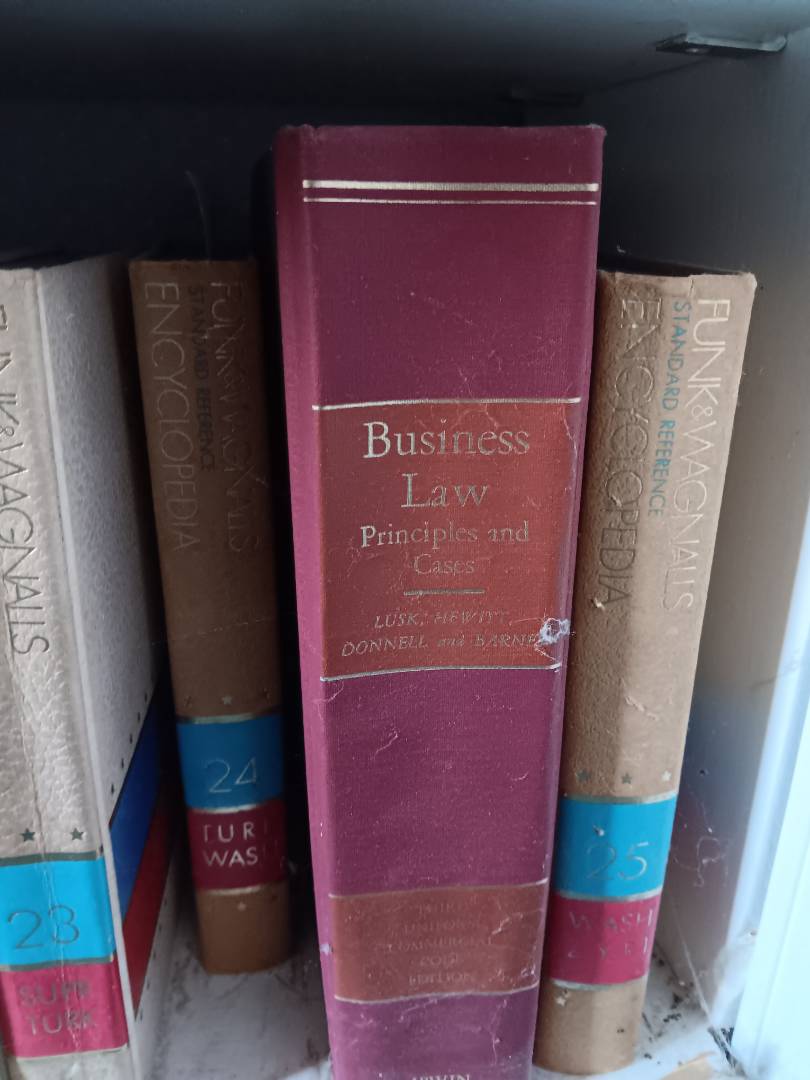 FUNK & WAGNALLS
23
SUPR
TURK
FUNK & WAGNALLS
STANDARD REFERENCE
ENCYCLOPEDIA
24
TURK
WASH
Business
Law
Principles and
Cases
LUSK, HEWITT
DONNELL and BARNES
THIRD
UNIFORM
COMMERCIAL
CODE
EDITION
IRWIN
FUNK & WAGNALLS
STANDARD REFERENCE
ENCYCLOPEDIA
25
WASH